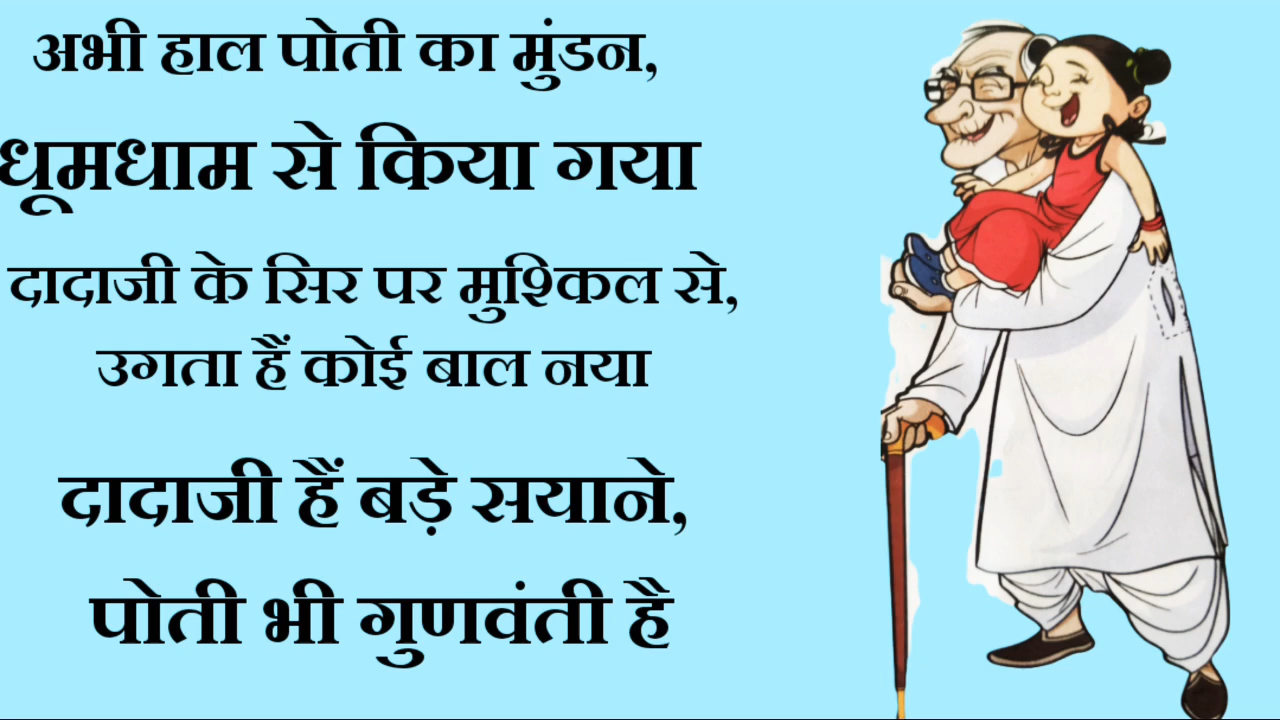 अभी हाल पोती का मुंडन,
धूमधाम से किया गया
दादाजी के सिर पर मुश्किल से,
उगता हैं कोई बाल नया
दादाजी हैं बड़े सयाने,
पोती भी गुणवंती है